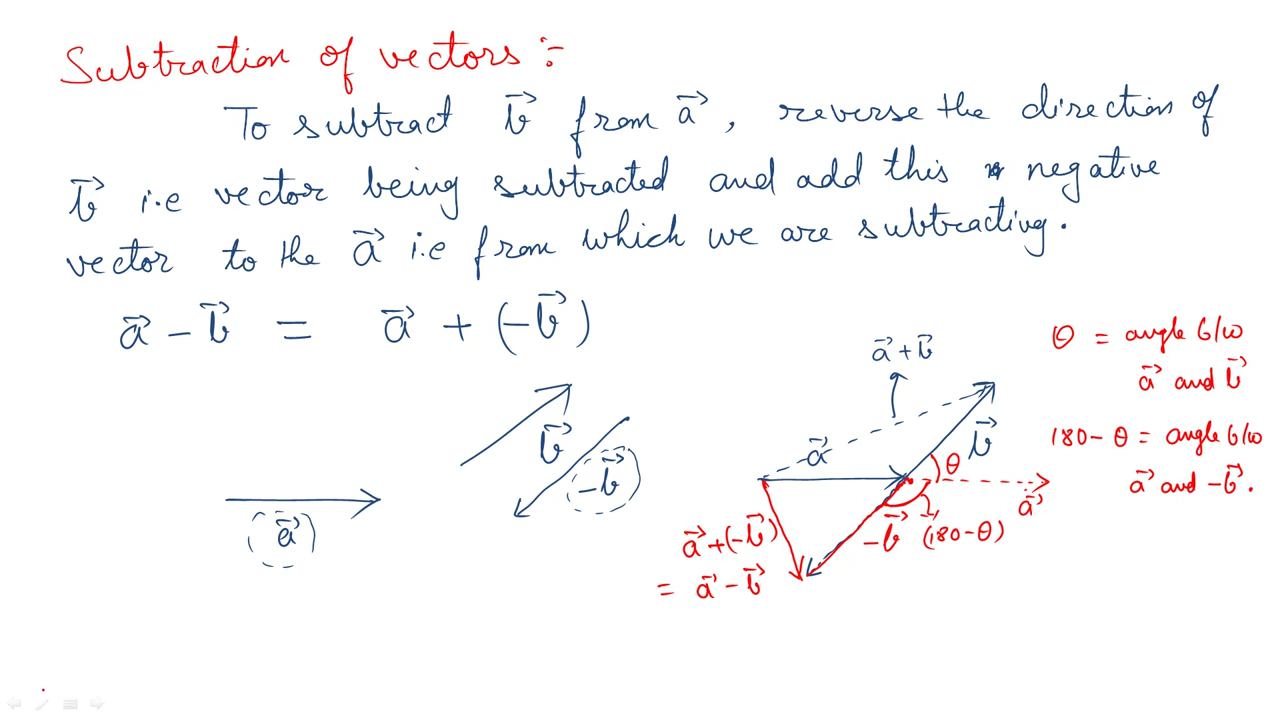 Subtraction of vectors :-
To subtract b⃗ from a⃗, reverse the direction of
b⃗ i.e vector being subtracted and add this negative
vector to the a⃗ i.e from which we are subtracting.
a⃗ - b⃗ = a⃗ + (-b⃗)
a⃗
b⃗
-b⃗
a⃗ + b⃗
a⃗
b⃗
θ
a⃗
-b⃗ (180-θ)
a⃗ + (-b⃗)
= a⃗ - b⃗
θ = angle b/w
a⃗ and b⃗
180 - θ = angle b/w
a⃗ and -b⃗.